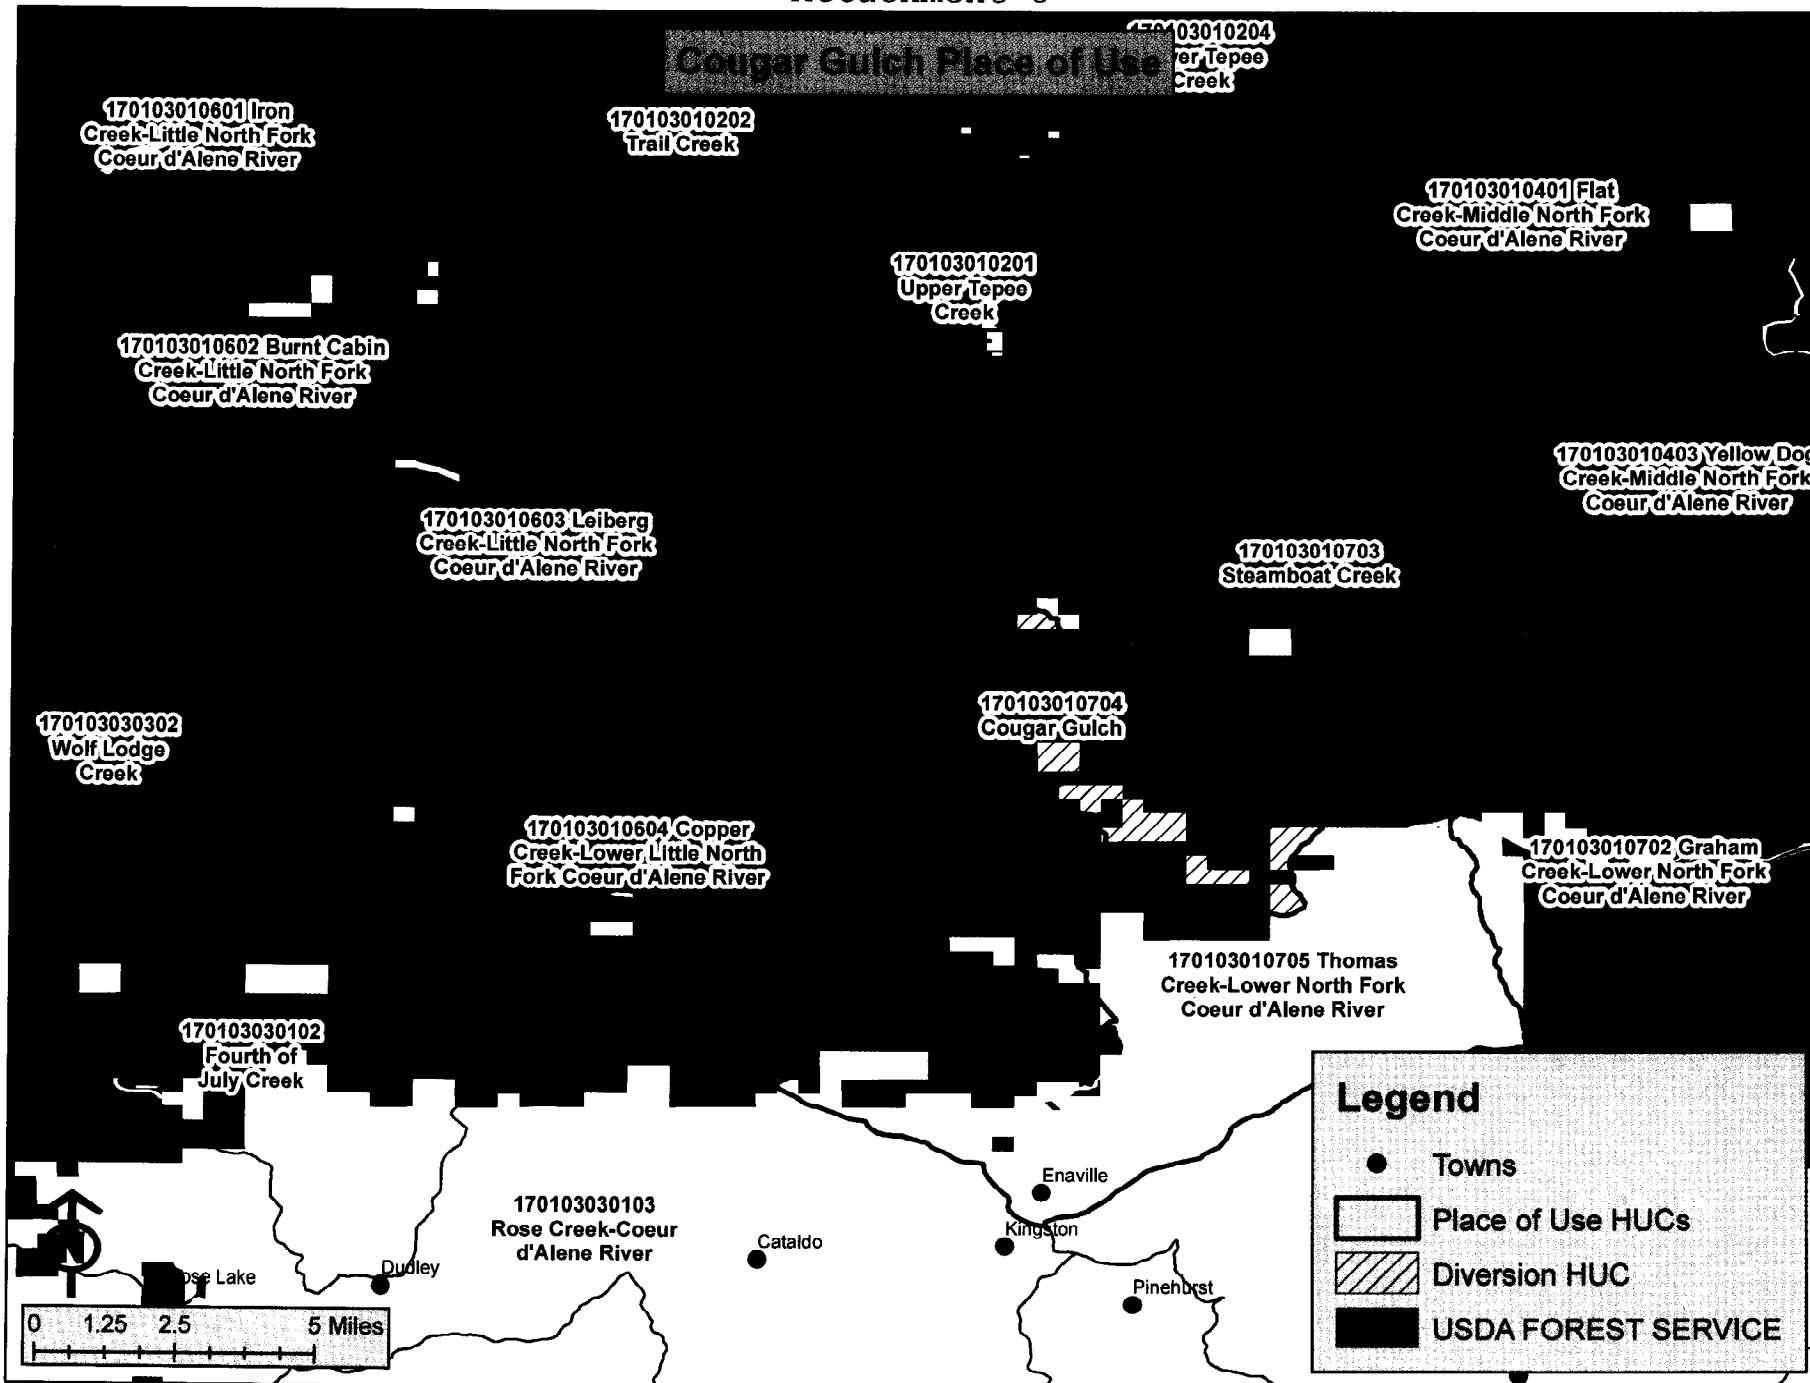 Cougar Gulch Place of Use
170103010204
Tepee
Creek
170103010601 Iron
Creek-Little North Fork
Coeur d'Alene River
170103010202
Trail Creek
170103010401 Flat
Creek-Middle North Fork
Coeur d'Alene River
170103010201
Upper Tepee
Creek
170103010602 Burnt Cabin
Creek-Little North Fork
Coeur d'Alene River
170103010403 Yellow Dog
Creek-Middle North Fork
Coeur d'Alene River
170103010603 Leiberg
Creek-Little North Fork
Coeur d'Alene River
170103010703
Steamboat Creek
170103010704
Cougar Gulch
170103030302
Wolf Lodge
Creek
170103010604 Copper
Creek-Lower Little North
Fork Coeur d'Alene River
170103010702 Graham
Creek-Lower North Fork
Coeur d'Alene River
170103010705 Thomas
Creek-Lower North Fork
Coeur d'Alene River
170103030102
Fourth of
July Creek
170103030103
Rose Creek-Coeur
d'Alene River
Enaville
Kingston
Cataldo
Dudley
Pinehurst
Lake
N
0 1.25 2.5 5 Miles
Legend
Towns
Place of Use HUCs
Diversion HUC
USDA FOREST SERVICE